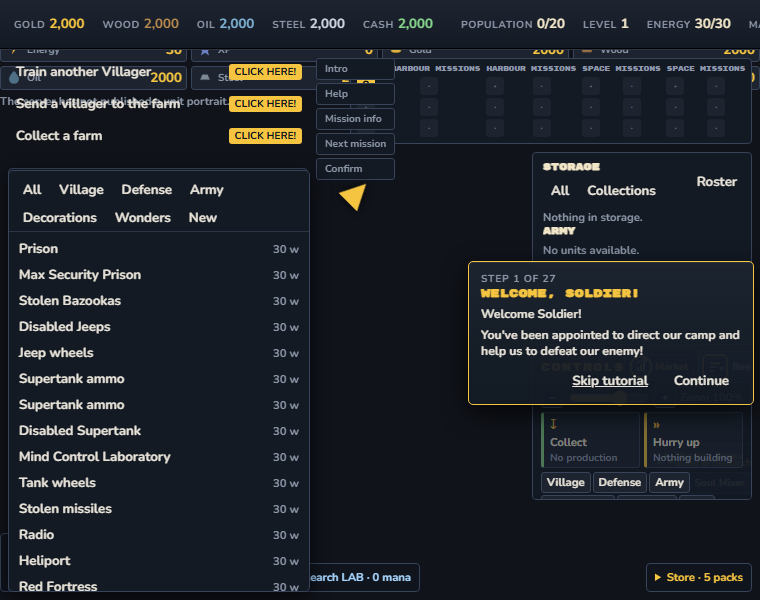 GOLD 2,000 WOOD 2,000 OIL 2,000 STEEL 2,000 CASH 2,000 POPULATION 0/20 LEVEL 1 ENERGY 30/30
Energy 30 XP 0 Gold 2000 Wood 2000
Oil 2000
Train another Villager CLICK HERE!
Send a villager to the farm CLICK HERE!
Collect a farm CLICK HERE!
Intro
Help
Mission info
Next mission
Confirm
HARBOUR MISSIONS HARBOUR MISSIONS SPACE MISSIONS SPACE MISSIONS
All Village Defense Army
Decorations Wonders New
Prison 30 w
Max Security Prison 30 w
Stolen Bazookas 30 w
Disabled Jeeps 30 w
Jeep wheels 30 w
Supertank ammo 30 w
Supertank ammo 30 w
Disabled Supertank 30 w
Mind Control Laboratory 30 w
Tank wheels 30 w
Stolen missiles 30 w
Radio 30 w
Heliport 30 w
Red Fortress 30 w
STORAGE
All Collections Roster
Nothing in storage.
ARMY
No units available.
STEP 1 OF 27
WELCOME, SOLDIER!
Welcome Soldier!
You've been appointed to direct our camp and
help us to defeat our enemy!
Skip tutorial Continue
CONTROLS Market
Collect
No production
Hurry up
Nothing building
Village Defense Army
earch LAB · 0 mana
Store · 5 packs